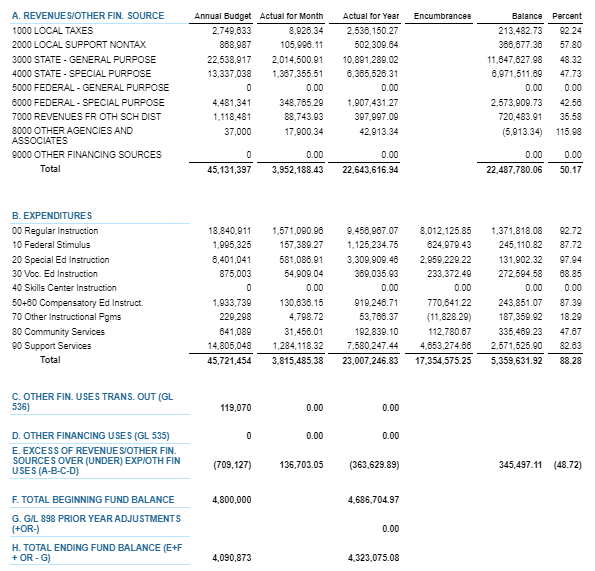 A. REVENUES/OTHER FIN. SOURCE Annual Budget Actual for Month Actual for Year Encumbrances Balance Percent
1000 LOCAL TAXES 2,749,633 8,926.34 2,536,150.27 213,482.73 92.24
2000 LOCAL SUPPORT NONTAX 868,987 105,996.11 502,309.64 366,677.36 57.80
3000 STATE - GENERAL PURPOSE 22,538,917 2,014,500.91 10,891,289.02 11,647,627.98 48.32
4000 STATE - SPECIAL PURPOSE 13,337,038 1,367,355.51 6,365,526.31 6,971,511.69 47.73
5000 FEDERAL - GENERAL PURPOSE 0 0.00 0.00 0.00 0.00
6000 FEDERAL - SPECIAL PURPOSE 4,481,341 348,765.29 1,907,431.27 2,573,909.73 42.56
7000 REVENUES FR OTH SCH DIST 1,118,481 88,743.93 397,997.09 720,483.91 35.58
8000 OTHER AGENCIES AND 37,000 17,900.34 42,913.34 (5,913.34) 115.98
ASSOCIATES
9000 OTHER FINANCING SOURCES 0 0.00 0.00 0.00 0.00
Total 45,131,397 3,952,188.43 22,643,616.94 22,487,780.06 50.17
B. EXPENDITURES
00 Regular Instruction 18,840,911 1,571,090.96 9,456,967.07 8,012,125.85 1,371,818.08 92.72
10 Federal Stimulus 1,995,325 157,389.27 1,125,234.75 624,979.43 245,110.82 87.72
20 Special Ed Instruction 6,401,041 581,086.91 3,309,909.46 2,959,229.22 131,902.32 97.94
30 Voc. Ed Instruction 875,003 54,909.04 369,035.93 233,372.49 272,594.58 68.85
40 Skills Center Instruction 0 0.00 0.00 0.00 0.00 0.00
50+60 Compensatory Ed Instruct. 1,933,739 130,636.15 919,246.71 770,641.22 243,851.07 87.39
70 Other Instructional Pgms 229,298 4,798.72 53,766.37 (11,828.29) 187,359.92 18.29
80 Community Services 641,089 31,456.01 192,839.10 112,780.67 335,469.23 47.67
90 Support Services 14,805,048 1,284,118.32 7,580,247.44 4,653,274.66 2,571,525.90 82.63
Total 45,721,454 3,815,485.38 23,007,246.83 17,354,575.25 5,359,631.92 88.28
C. OTHER FIN. USES TRANS. OUT (GL
536) 119,070 0.00 0.00
D. OTHER FINANCING USES (GL 535) 0 0.00 0.00
E. EXCESS OF REVENUES/OTHER FIN.
SOURCES OVER (UNDER) EXP/OTH FIN
USES (A-B-C-D) (709,127) 136,703.05 (363,629.89) 345,497.11 (48.72)
F. TOTAL BEGINNING FUND BALANCE 4,800,000 4,686,704.97
G. G/L 898 PRIOR YEAR ADJUSTMENTS
(+OR-) 0.00
H. TOTAL ENDING FUND BALANCE (E+F
+ OR - G) 4,090,873 4,323,075.08